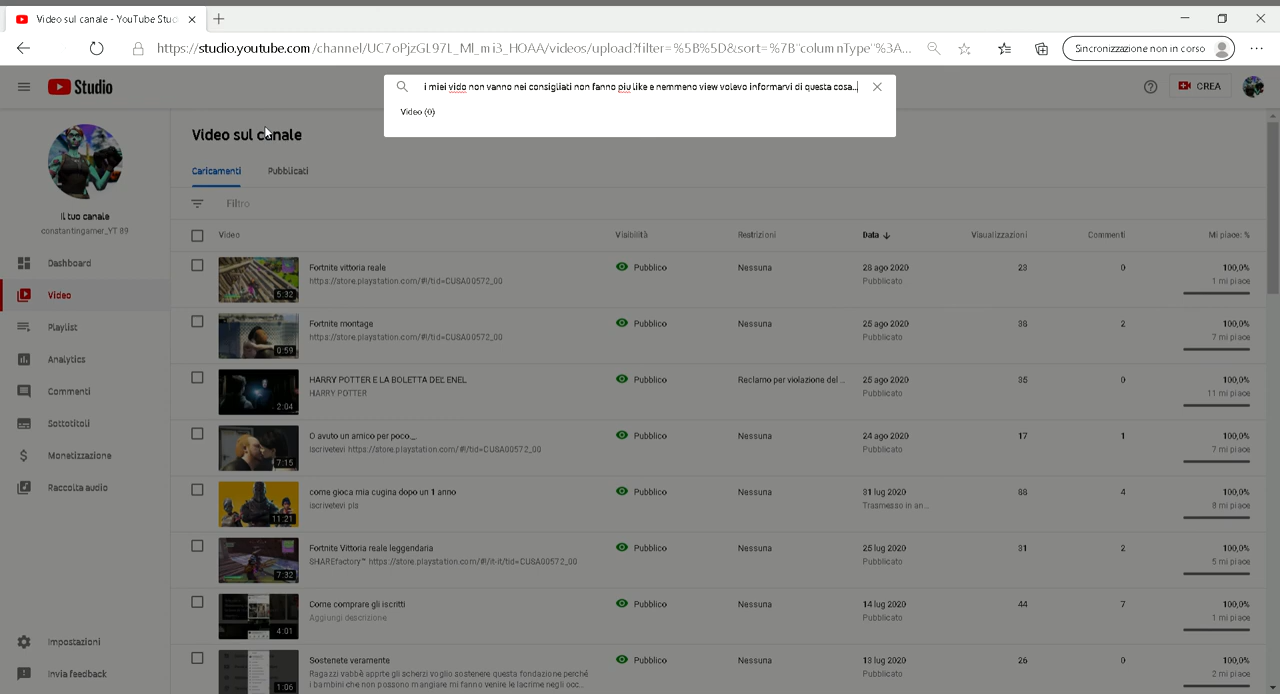 Video sul canale - YouTube Stud
https://studio.youtube.com/channel/UC7oPjzGL97L_Ml_mi3_HOAA/videos/upload?filter=%5B%5D&sort=%7B"columnType"%3A...
Sincronizzazione non in corso
Studio
i miei vido non vanno nei consigliati non fanno piu like e nemmeno view volevo informarvi di questa cosa..
CREA
Video (0)
Video sul canale
Caricamenti
Pubblicati
Filtro
Il tuo canale
constantingamer_YT 89
Dashboard
Video
Playlist
Analytics
Commenti
Sottotitoli
Monetizzazione
Raccolta audio
Impostazioni
Invia feedback
Video Visibilità Restrizioni Data Visualizzazioni Commenti Mi piace: %
Fortnite vittoria reale Pubblico Nessuna 28 ago 2020 23 0 100,0%
https://store.playstation.com/#!/tid=CUSA00572_00 Pubblicato 1 mi piace
5:32
Fortnite montage Pubblico Nessuna 25 ago 2020 38 2 100,0%
https://store.playstation.com/#!/tid=CUSA00572_00 Pubblicato 7 mi piace
0:59
HARRY POTTER E LA BOLETTA DEL ENEL Pubblico Reclamo per violazione del ... 25 ago 2020 35 0 100,0%
HARRY POTTER Pubblicato 11 mi piace
2:04
O avuto un amico per poco.... Pubblico Nessuna 24 ago 2020 17 1 100,0%
Iscrivetevi https://store.playstation.com/#!/tid=CUSA00572_00 Pubblicato 7 mi piace
7:15
come gioca mia cugina dopo un 1 anno Pubblico Nessuna 31 lug 2020 68 4 100,0%
iscrivetevi pls Trasmesso in an... 8 mi piace
11:21
Fortnite Vittoria reale leggendaria Pubblico Nessuna 25 lug 2020 31 2 100,0%
SHAREfactory™ https://store.playstation.com/#!/it-it/tid=CUSA00572_00 Pubblicato 5 mi piace
7:32
Come comprare gli iscritti Pubblico Nessuna 14 lug 2020 44 7 100,0%
Aggiungi descrizione Pubblicato 1 mi piace
4:01
Sostenete veramente Pubblico Nessuna 13 lug 2020 26 0 100,0%
Ragazzi vabbè apprte gli scherzi voglio sostenere questa fondazione perché Pubblicato 2 mi piace
i bambini che non possono mangiare mi fanno venire le lacrime negli occ...
1:06